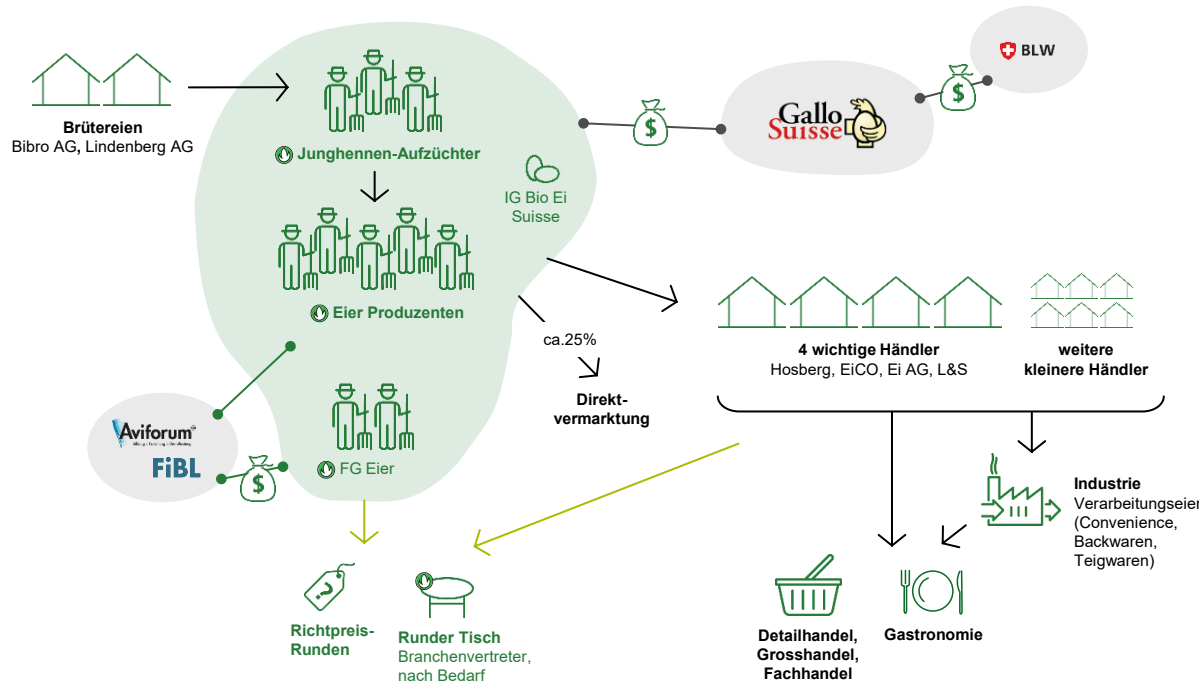 BLW
Gallo
Suisse
Brütereien
Bibro AG, Lindenberg AG
$
$
Junghennen-Aufzüchter
IG Bio Ei
Suisse
Eier Produzenten
ca.25%
4 wichtige Händler
Hosberg, EiCO, Ei AG, L&S
weitere
kleinere Händler
Direkt-
vermarktung
Aviforum
FiBL
$
FG Eier
Industrie
Verarbeitungseier
(Convenience,
Backwaren,
Teigwaren)
?
Richtpreis-
Runden
Runder Tisch
Branchenvertreter,
nach Bedarf
Detailhandel,
Grosshandel,
Fachhandel
Gastronomie